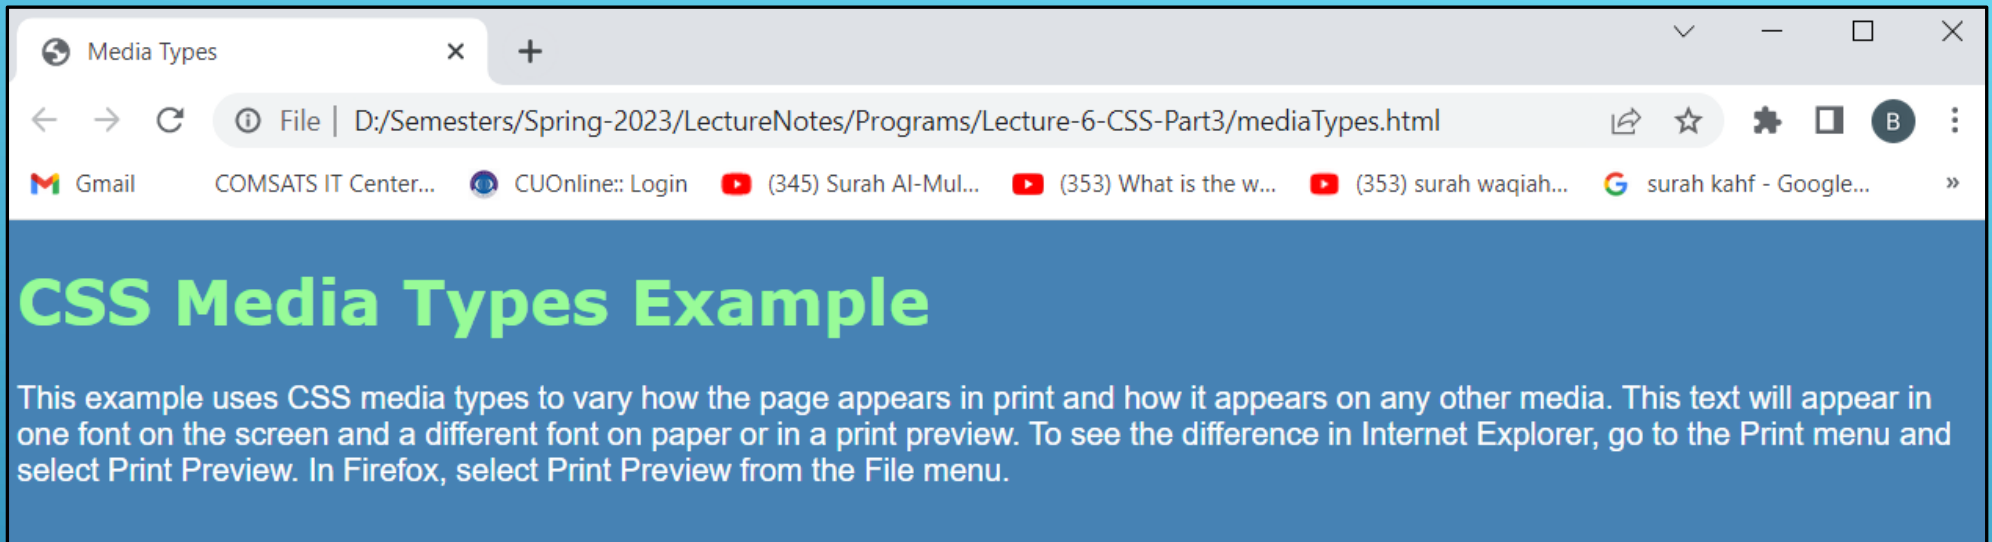 Media Types
File | D:/Semesters/Spring-2023/LectureNotes/Programs/Lecture-6-CSS-Part3/mediaTypes.html
B
Gmail COMSATS IT Center... CUOnline:: Login (345) Surah Al-Mul... (353) What is the w... (353) surah waqiah... surah kahf - Google... »
CSS Media Types Example
This example uses CSS media types to vary how the page appears in print and how it appears on any other media. This text will appear in
one font on the screen and a different font on paper or in a print preview. To see the difference in Internet Explorer, go to the Print menu and
select Print Preview. In Firefox, select Print Preview from the File menu.